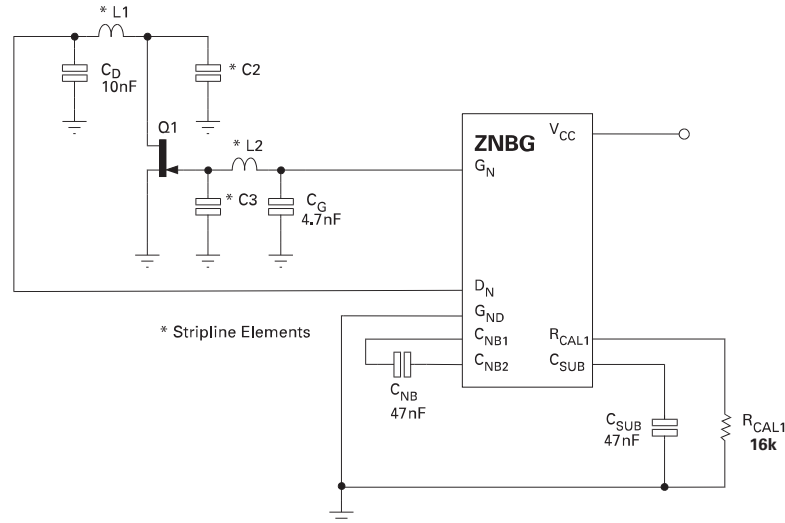 * L1
C_D
10nF
* C2
Q1
* L2
* C3
C_G
4.7nF
ZNBG
V_CC
G_N
D_N
G_ND
C_NB1
C_NB2
R_CAL1
C_SUB
* Stripline Elements
C_NB
47nF
C_SUB
47nF
R_CAL1
16k